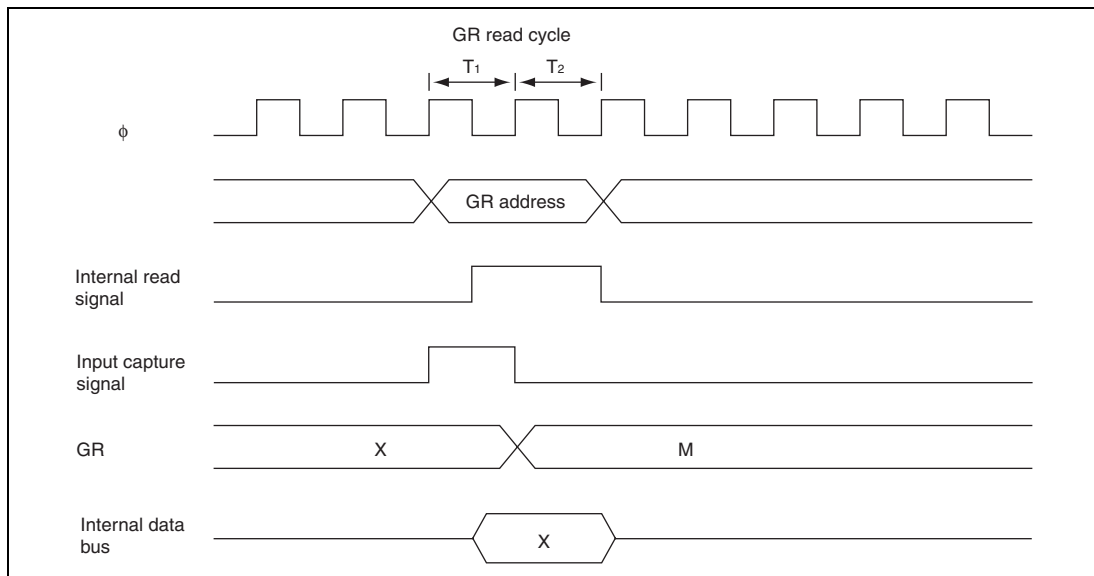 GR read cycle
T1 T2
ϕ
GR address
Internal read
signal
Input capture
signal
GR X M
Internal data
bus X